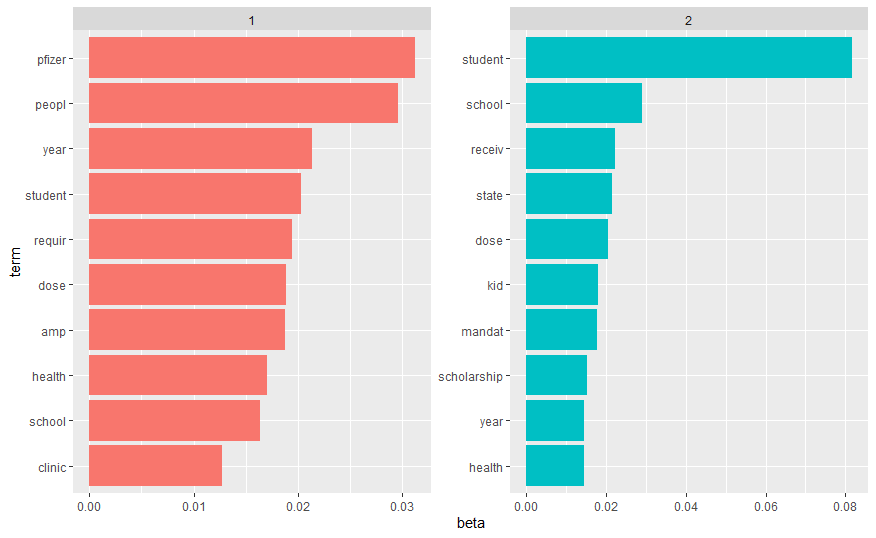 1
2
term
pfizer
peopl
year
student
requir
dose
amp
health
school
clinic
0.00 0.01 0.02 0.03
student
school
receiv
state
dose
kid
mandat
scholarship
year
health
0.00 0.02 0.04 0.06 0.08
beta